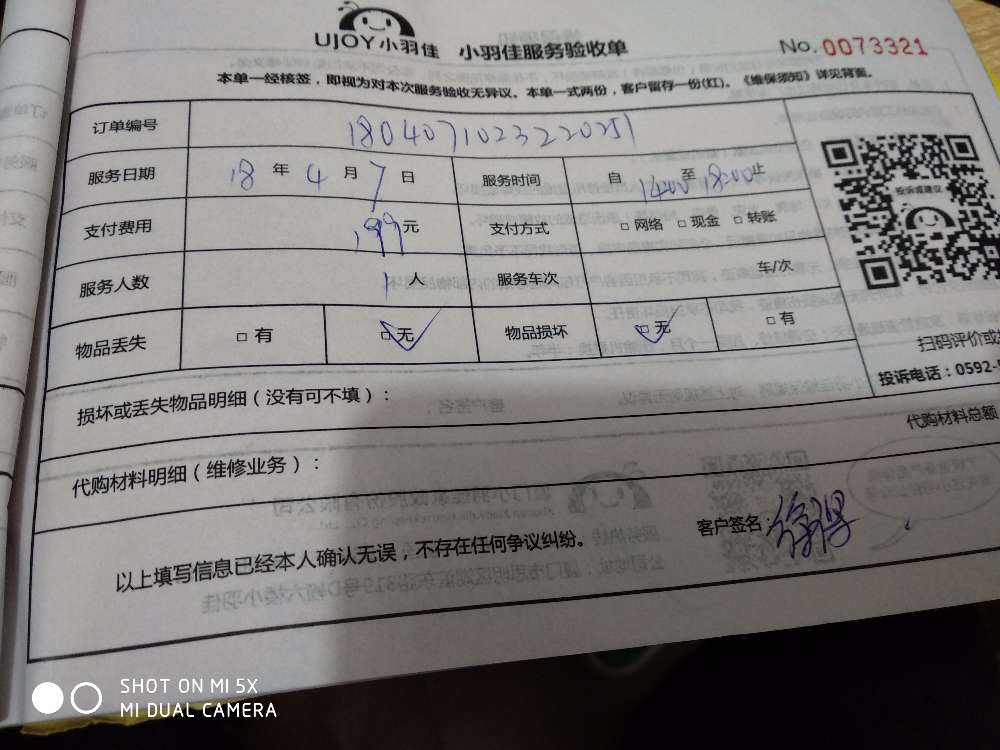 UJOY小羽佳 小羽佳服务验收单 No.0073321
本单一经核签，即视为对本次服务验收无异议。本单一式两份，客户留存一份(红)。《维保须知》详见背面。
订单编号 1804071023220251
服务日期 18 年 4 月 7 日 服务时间 自 14:00 至 18:00 止
投诉或建议
支付费用 199元 支付方式 □ 网络 □ 现金 □ 转账
服务人数 1 人 服务车次 车/次
物品丢失 □ 有 □ 无 物品损坏 □ 无 □ 有
扫码评价或
投诉电话：0592-
损坏或丢失物品明细（没有可不填）：
代购材料总额
代购材料明细（维修业务）：
以上填写信息已经本人确认无误，不存在任何争议纠纷。 客户签名：
SHOT ON MI 5X
MI DUAL CAMERA